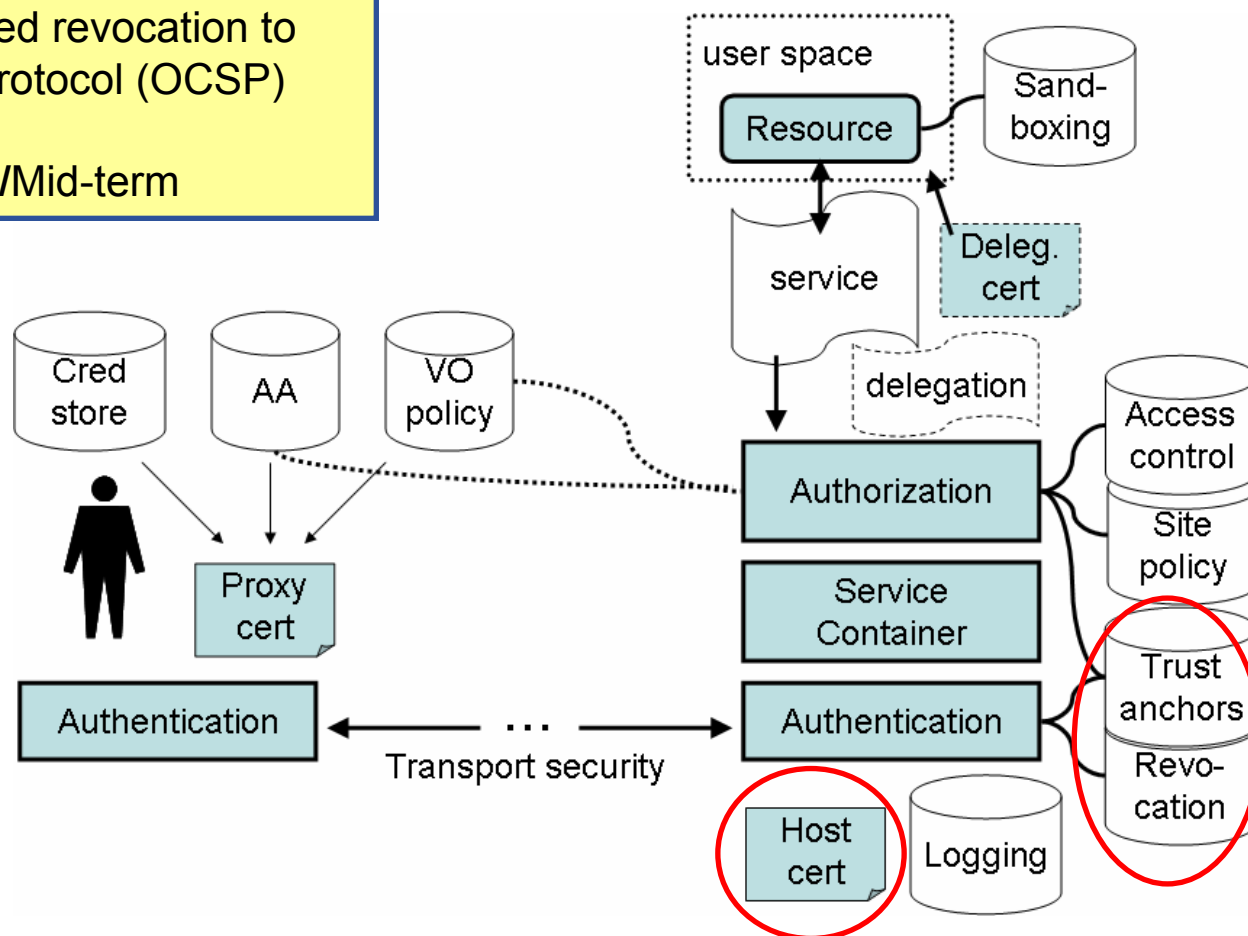 ed revocation to
rotocol (OCSP)
Mid-term
user space
Resource
Sand-
boxing
service
Deleg.
cert
delegation
Cred
store
AA
VO
policy
Access
control
Authorization
Site
policy
Proxy
cert
Service
Container
Trust
anchors
Authentication
...
Authentication
Transport security
Revo-
cation
Host
cert
Logging